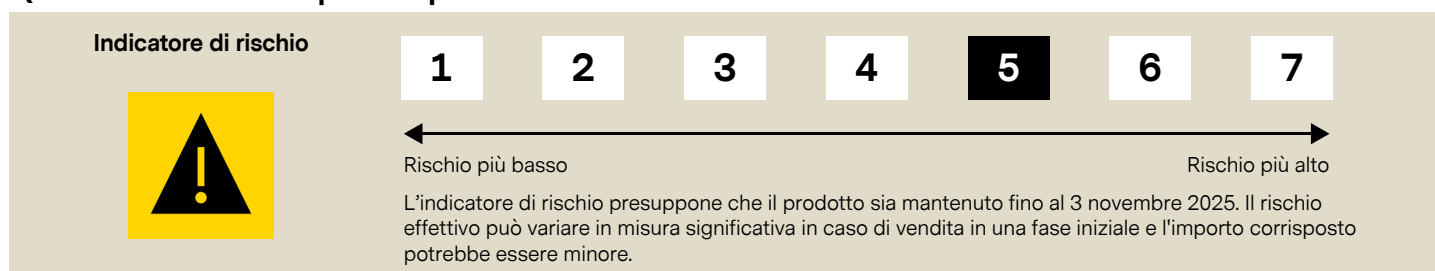 Indicatore di rischio
1 2 3 4 5 6 7
Rischio più basso Rischio più alto
L'indicatore di rischio presuppone che il prodotto sia mantenuto fino al 3 novembre 2025. Il rischio
effettivo può variare in misura significativa in caso di vendita in una fase iniziale e l'importo corrisposto
potrebbe essere minore.